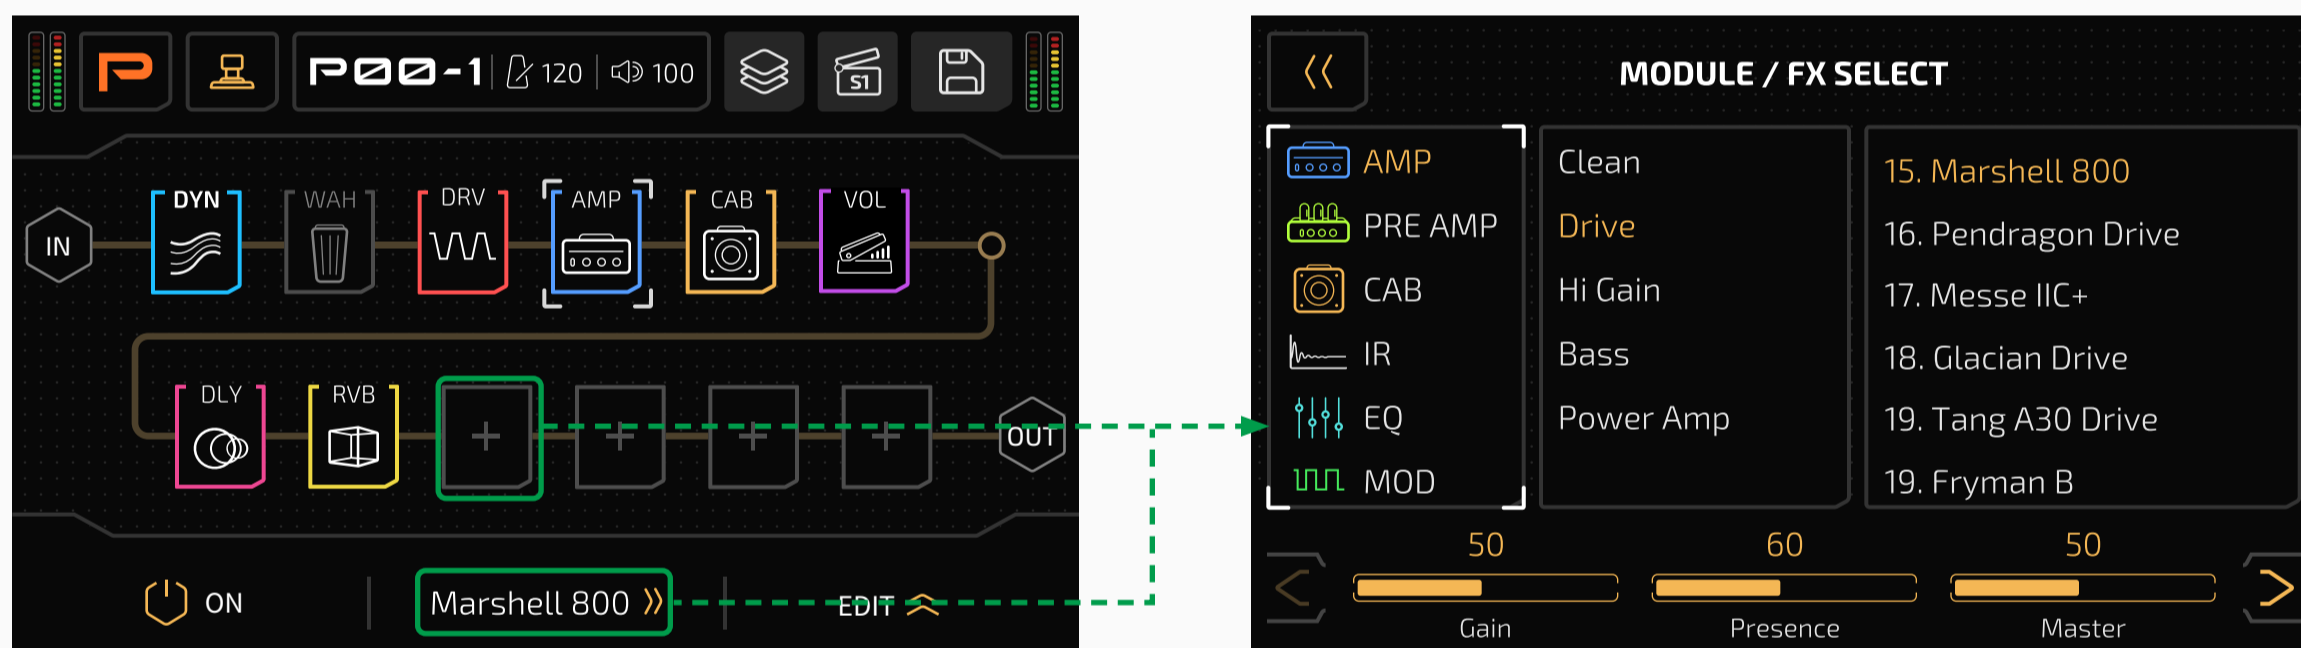 P00-1 120 100 S1
DYN WAH DRV AMP CAB VOL
IN
DLY RVB
OUT
ON Marshell 800 EDIT
MODULE / FX SELECT
AMP
PRE AMP
CAB
IR
EQ
MOD
Clean
Drive
Hi Gain
Bass
Power Amp
15. Marshell 800
16. Pendragon Drive
17. Messe IIC+
18. Glacian Drive
19. Tang A30 Drive
19. Fryman B
50 60 50
Gain Presence Master